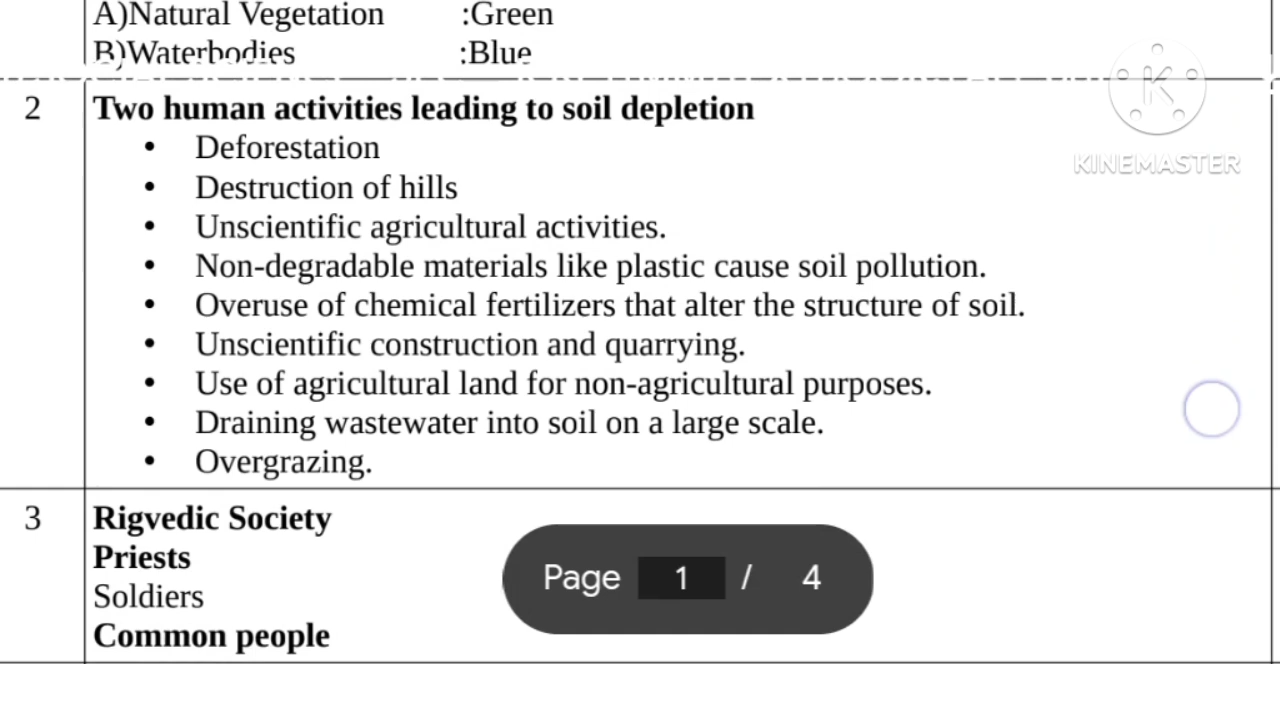 A)Natural Vegetation :Green
B)Waterbodies :Blue
2 Two human activities leading to soil depletion
• Deforestation
• Destruction of hills
• Unscientific agricultural activities.
• Non-degradable materials like plastic cause soil pollution.
• Overuse of chemical fertilizers that alter the structure of soil.
• Unscientific construction and quarrying.
• Use of agricultural land for non-agricultural purposes.
• Draining wastewater into soil on a large scale.
• Overgrazing.
3 Rigvedic Society
Priests
Soldiers
Common people
Page 1 / 4
K
KINEMASTER